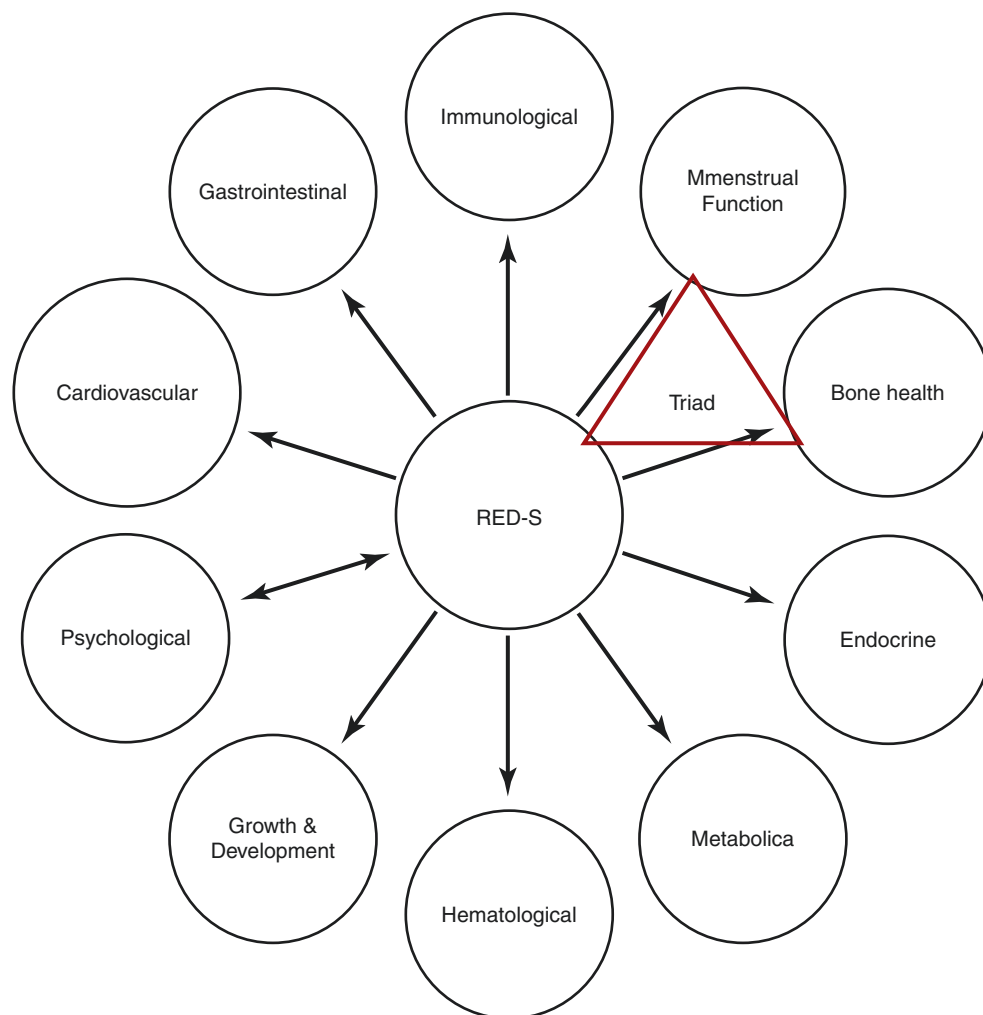 Immunological
Gastrointestinal
Mmenstrual
Function
Cardiovascular
Triad
Bone health
RED-S
Psychological
Endocrine
Growth &
Development
Metabolica
Hematological